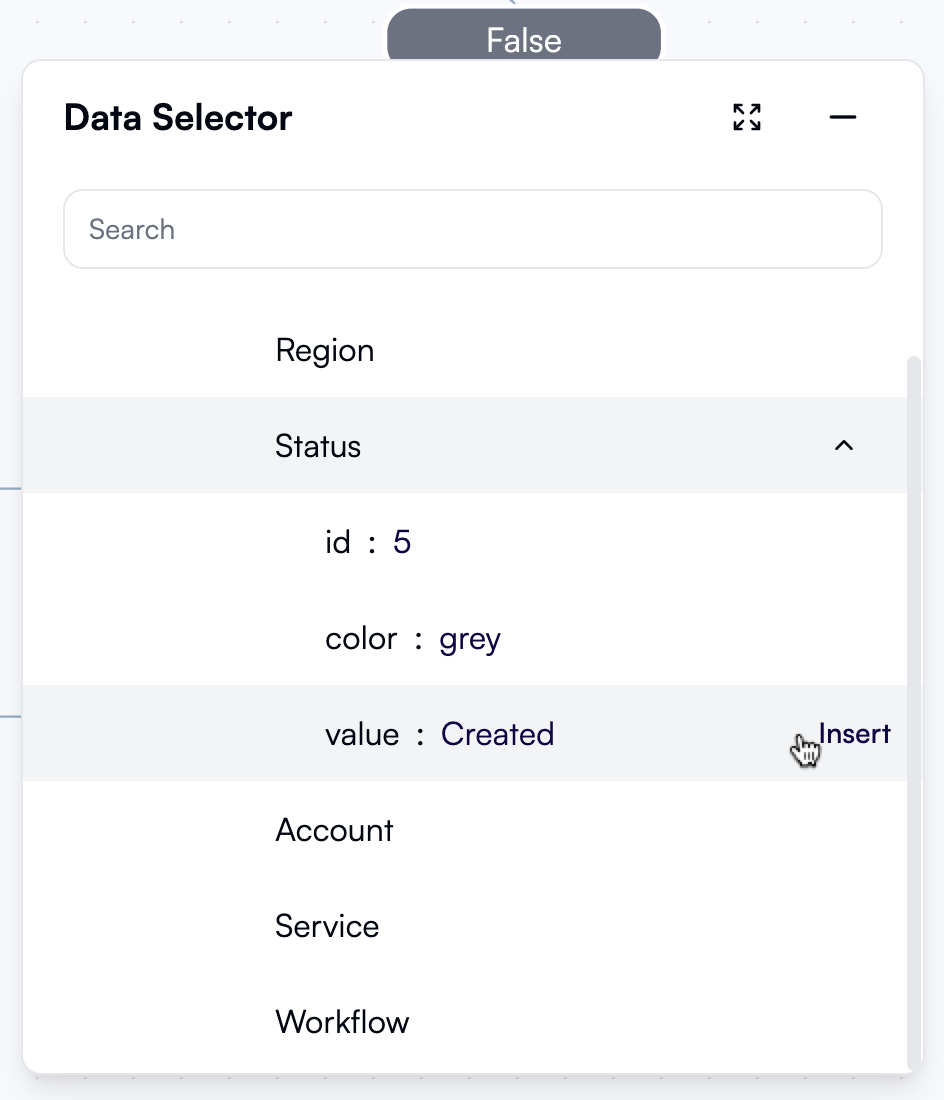 False
Data Selector
Search
Region
Status
id : 5
color : grey
value : Created Insert
Account
Service
Workflow